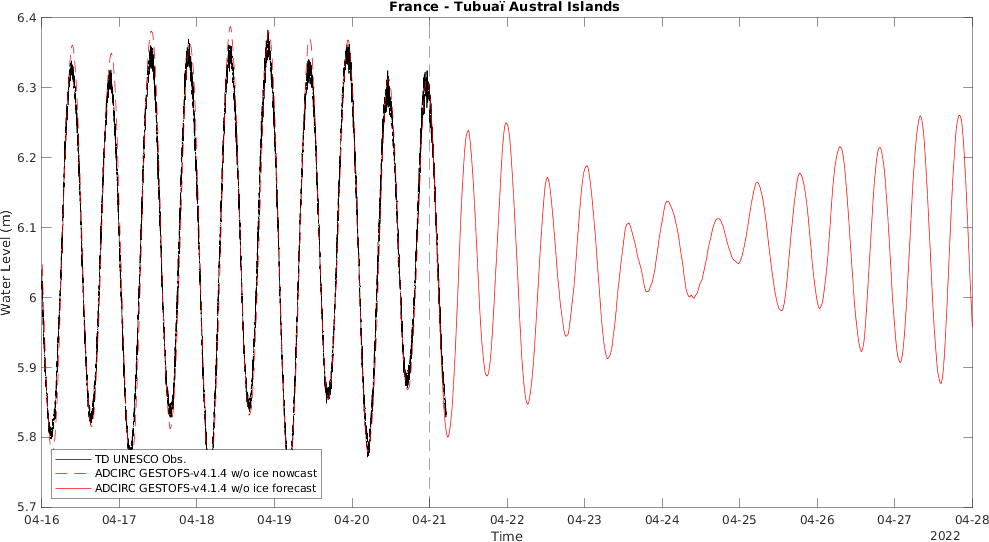 France - Tubuaï Austral Islands
6.4
6.3
6.2
6.1
6
5.9
5.8
5.7
Water Level (m)
TD UNESCO Obs.
ADCIRC GESTOFS-v4.1.4 w/o ice nowcast
ADCIRC GESTOFS-v4.1.4 w/o ice forecast
04-16 04-17 04-18 04-19 04-20 04-21 04-22 04-23 04-24 04-25 04-26 04-27 04-28
Time
2022